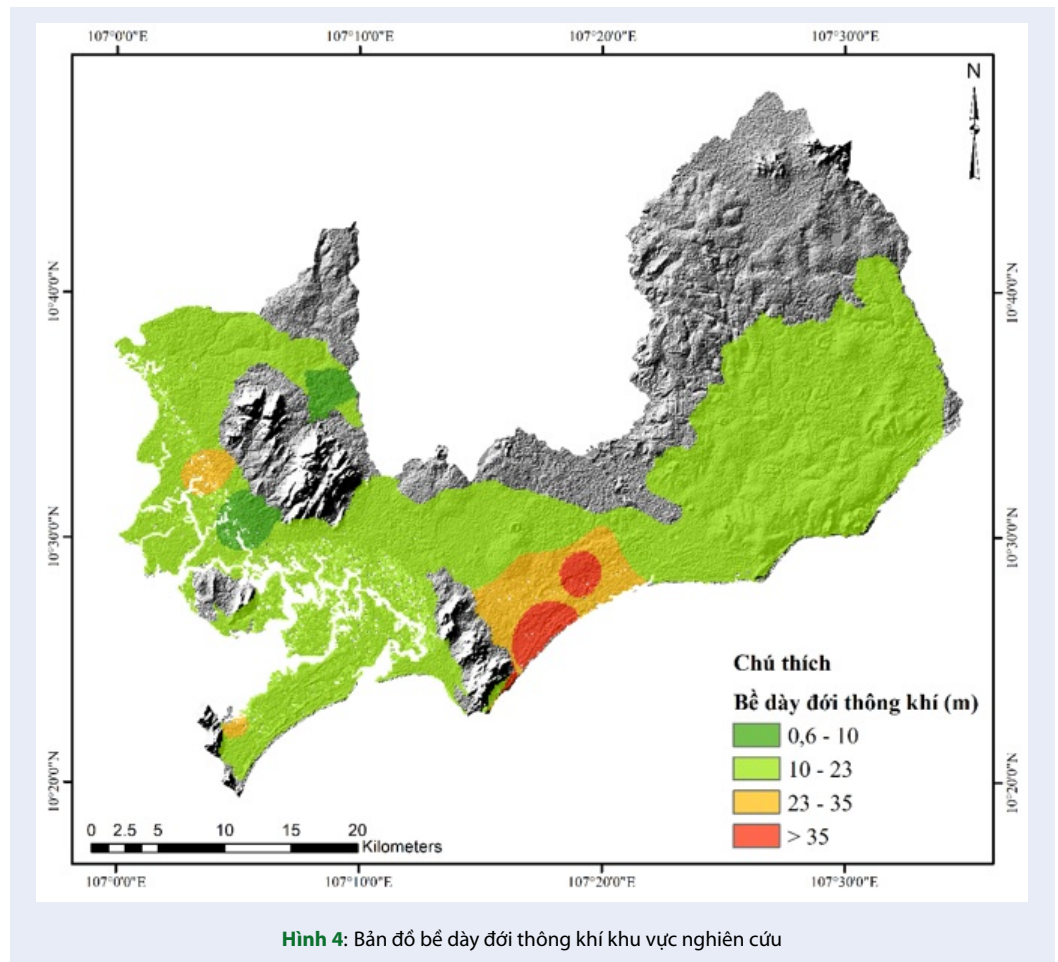 107°0'0"E 107°10'0"E 107°20'0"E 107°30'0"E
N
10°40'0"N 10°40'0"N
10°30'0"N 10°30'0"N
10°20'0"N 10°20'0"N
Chú thích
Bề dày đới thông khí (m)
0,6 - 10
10 - 23
23 - 35
> 35
0 2.5 5 10 15 20
Kilometers
107°0'0"E 107°10'0"E 107°20'0"E 107°30'0"E
Hình 4: Bản đồ bề dày đới thông khí khu vực nghiên cứu